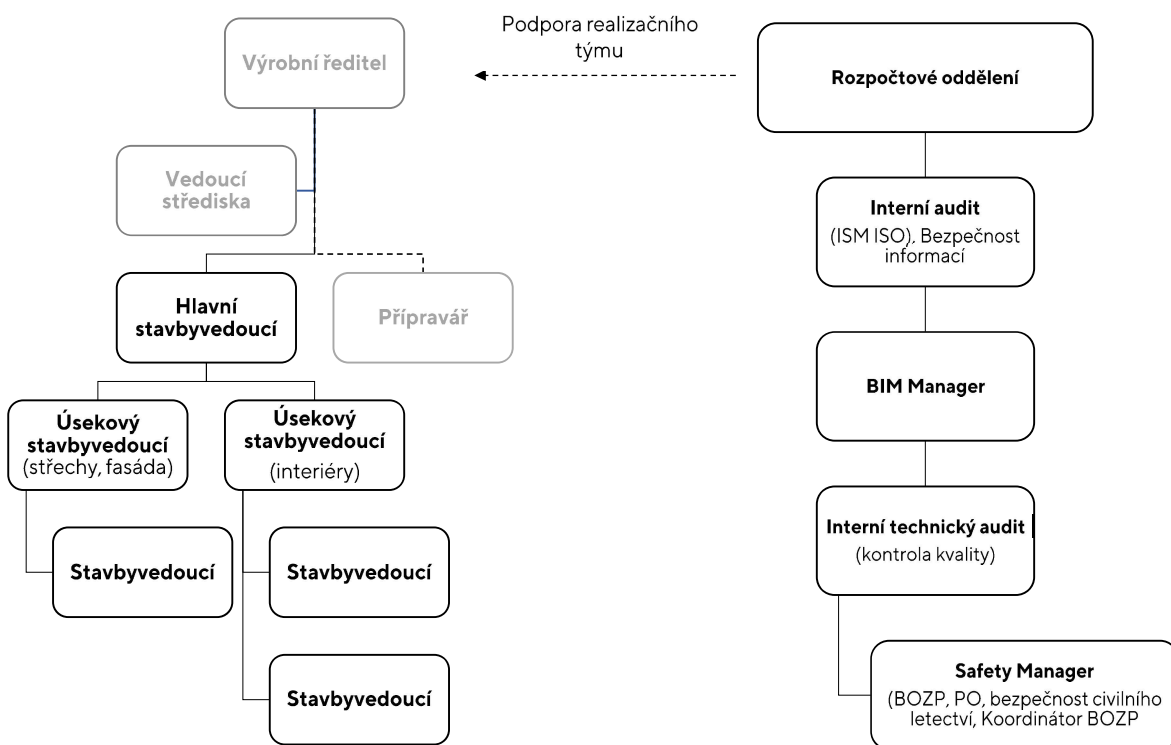 Podpora realizačního
týmu
Výrobní ředitel
Rozpočtové oddělení
Vedoucí
střediska
Interní audit
(ISM ISO), Bezpečnost
informací
Hlavní
stavbyvedoucí
Přípravář
BIM Manager
Úsekový
stavbyvedoucí
(střechy, fasáda)
Úsekový
stavbyvedoucí
(interiéry)
Interní technický audit
(kontrola kvality)
Stavbyvedoucí
Stavbyvedoucí
Stavbyvedoucí
Safety Manager
(BOZP, PO, bezpečnost civilního
letectví, Koordinátor BOZP